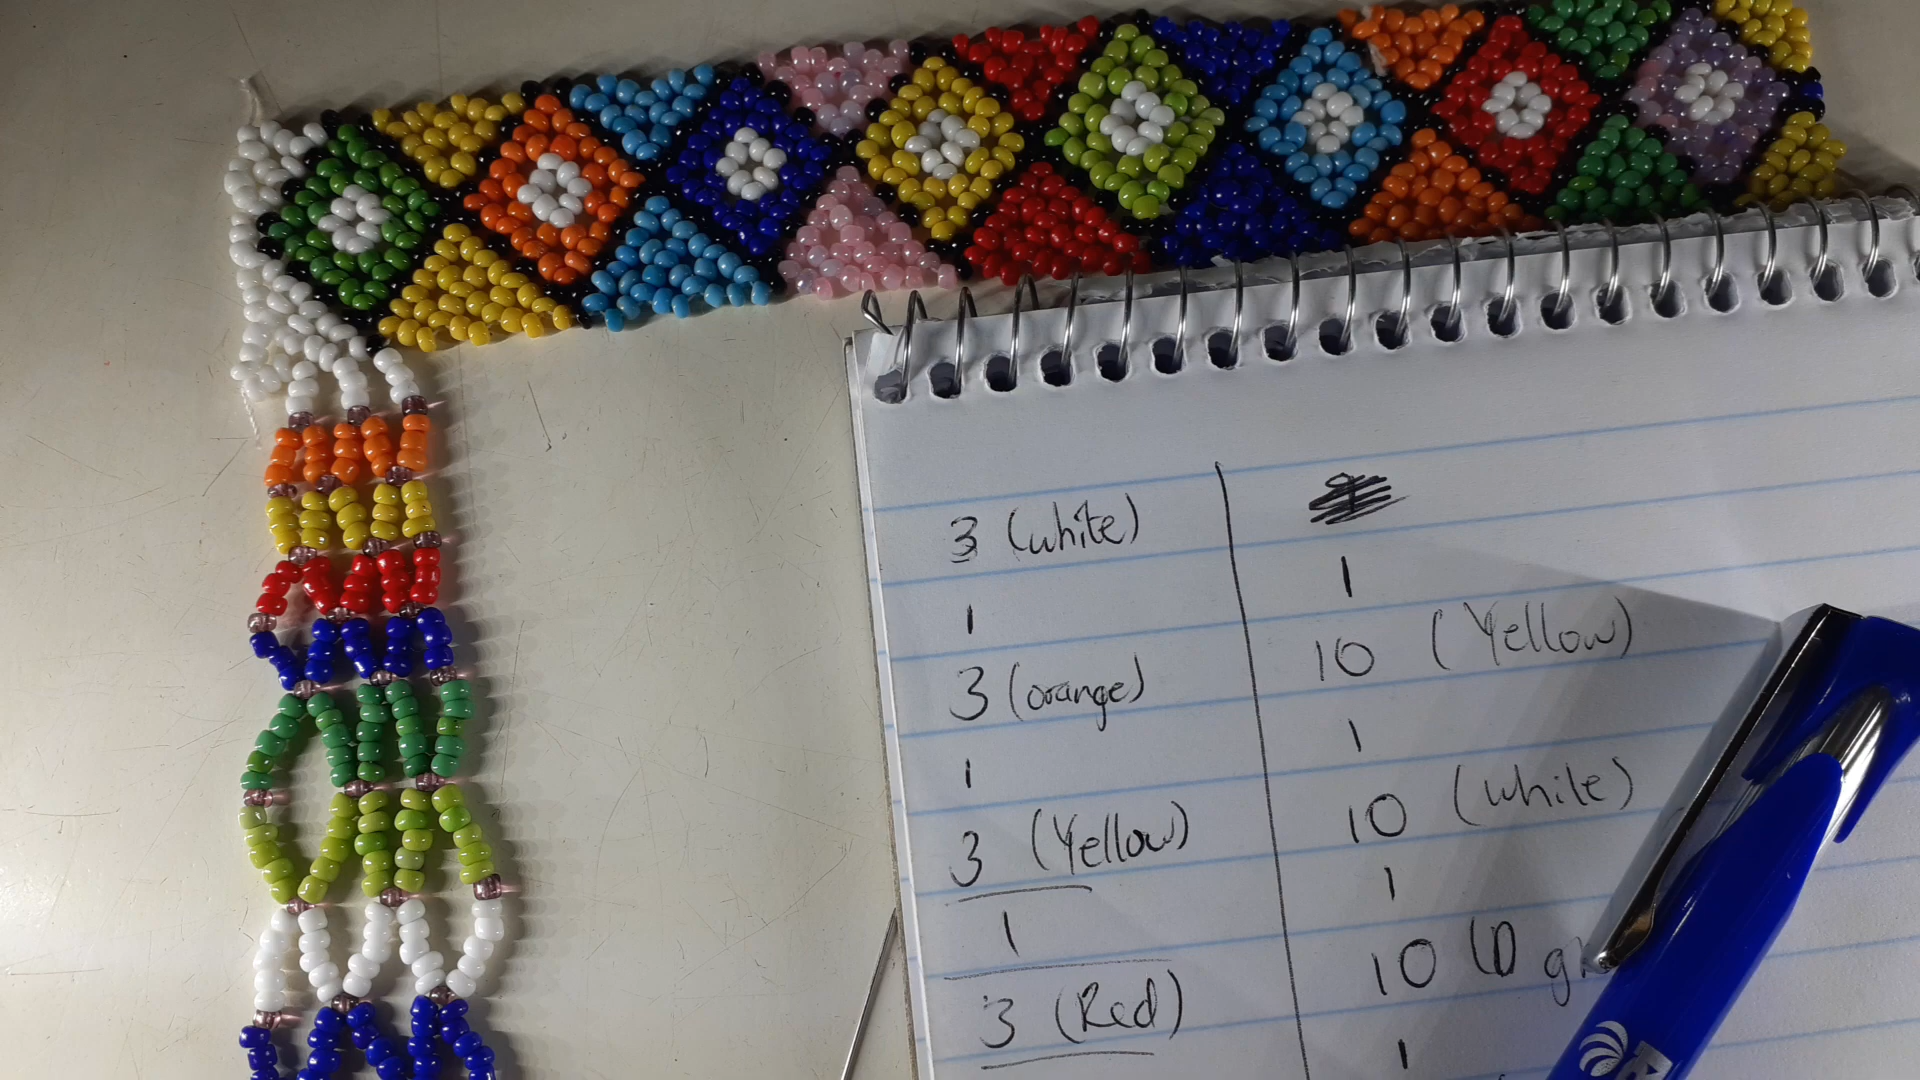 3 (white)
1
3 (orange)
1
3 (Yellow)
1
3 (Red)
1
10 (Yellow)
1
10 (white)
1
10 (D
1